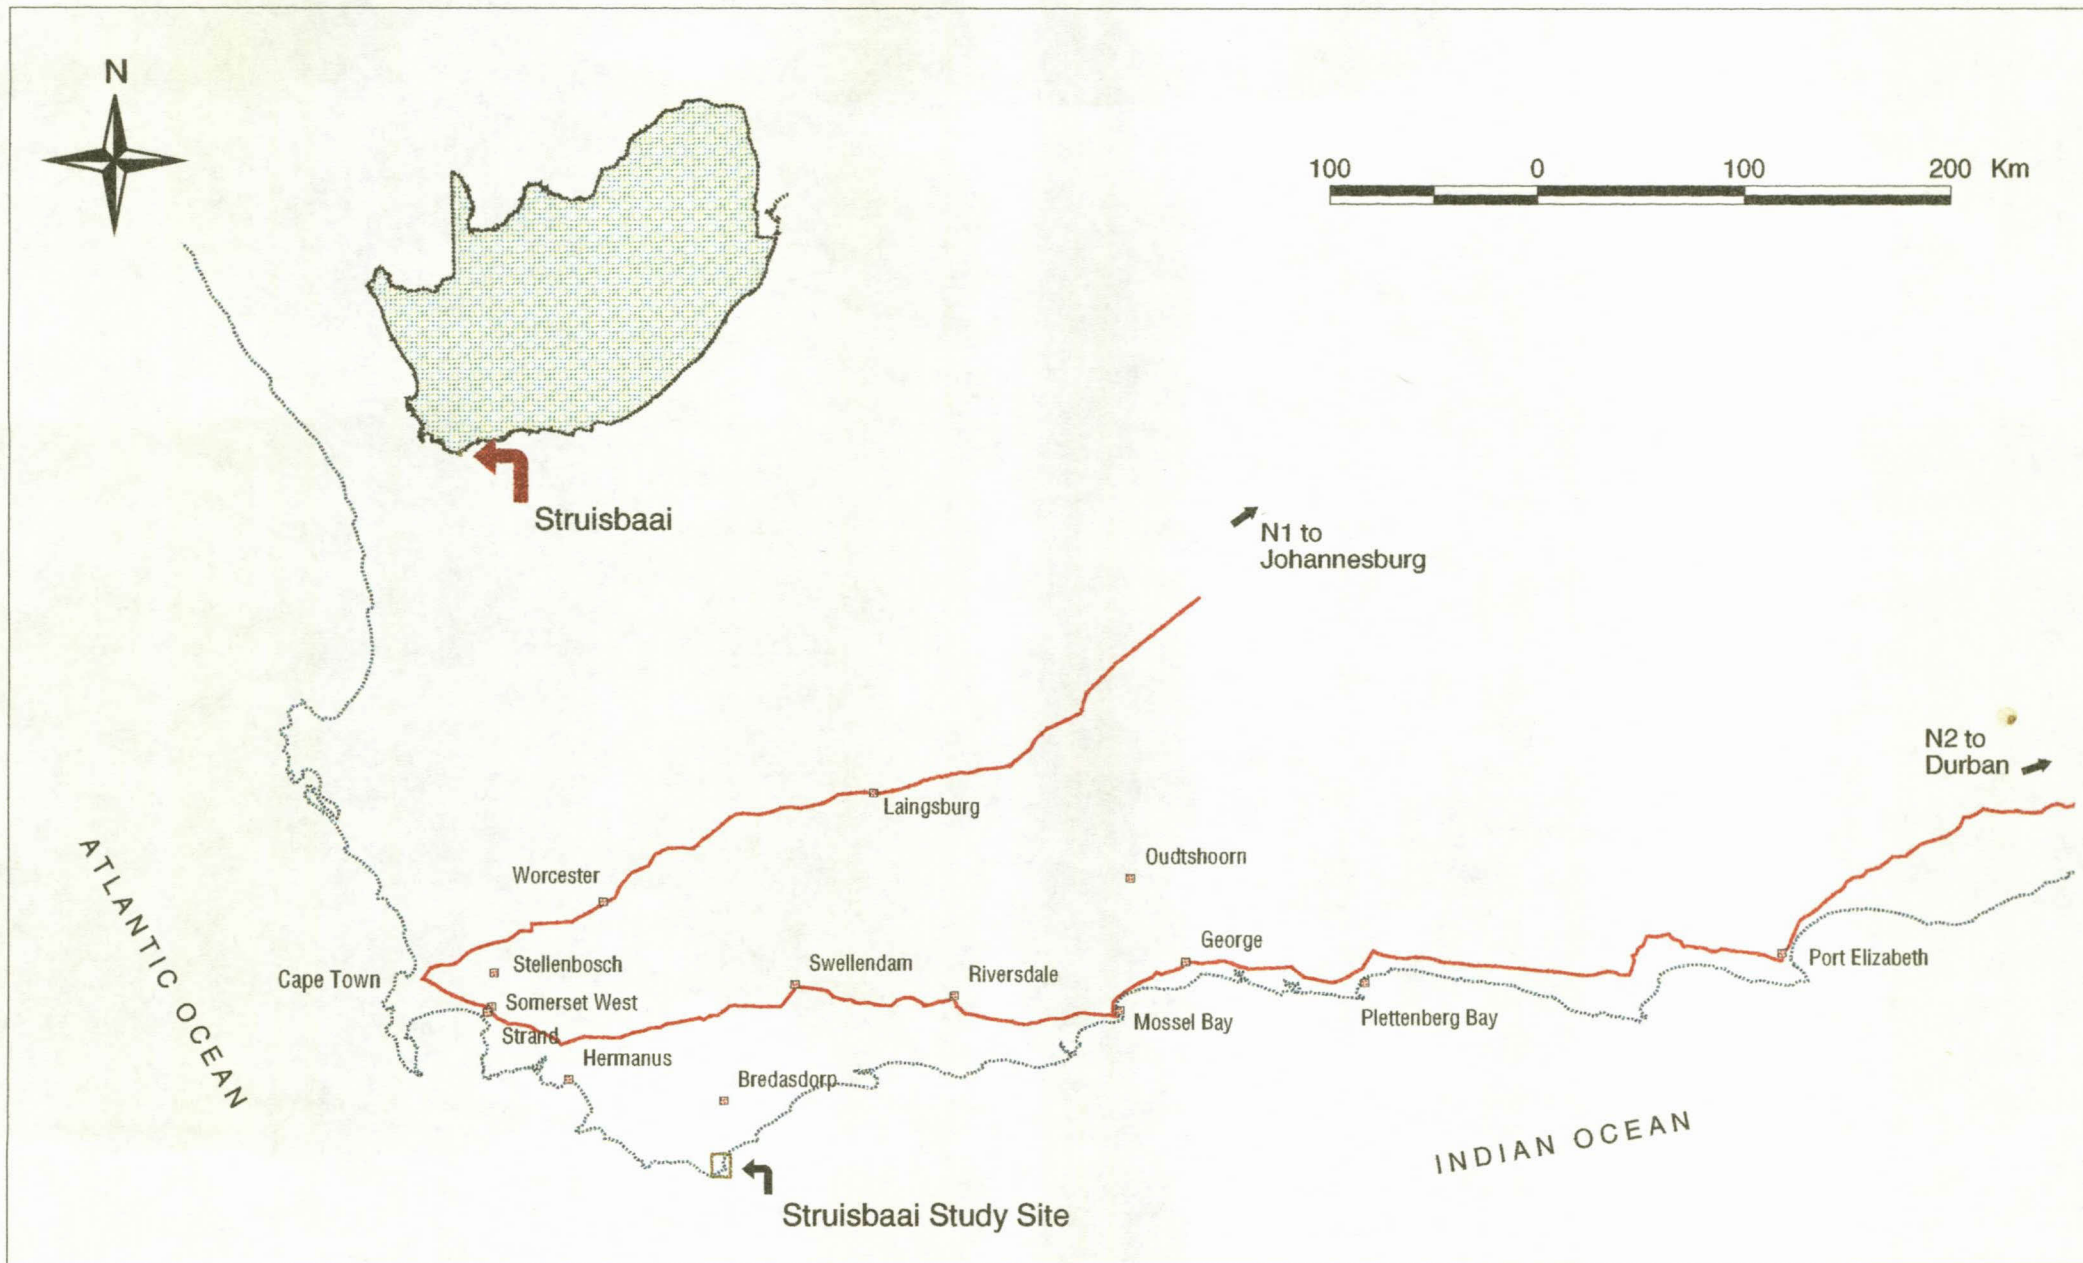 N
100 0 100 200 Km
Struisbaai
N1 to
Johannesburg
N2 to
Durban
Laingsburg
Oudtshoorn
Worcester
ATLANTIC OCEAN
George
Stellenbosch
Swellendam
Riversdale
Port Elizabeth
Cape Town
Somerset West
Strand
Mossel Bay
Plettenberg Bay
Hermanus
Bredasdorp
INDIAN OCEAN
Struisbaai Study Site